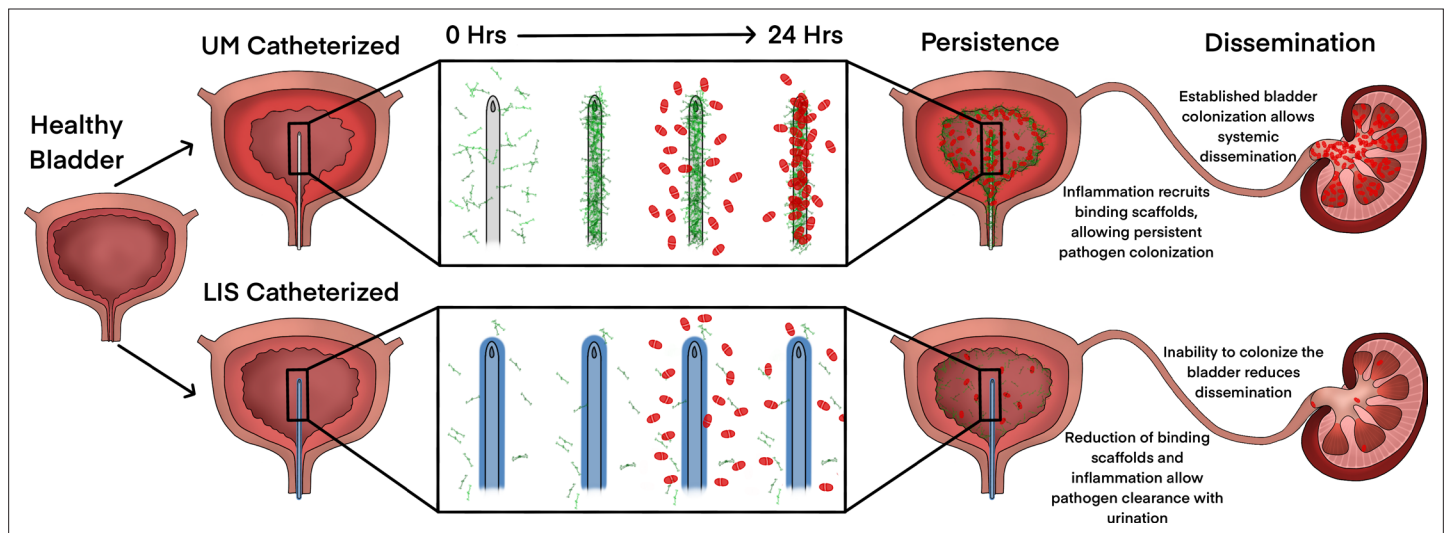 UM Catheterized
0 Hrs
24 Hrs
Persistence
Dissemination
Healthy
Bladder
Established bladder
colonization allows
systemic
dissemination
Inflammation recruits
binding scaffolds,
allowing persistent
pathogen colonization
LIS Catheterized
Inability to colonize the
bladder reduces
dissemination
Reduction of binding
scaffolds and
inflammation allow
pathogen clearance with
urination